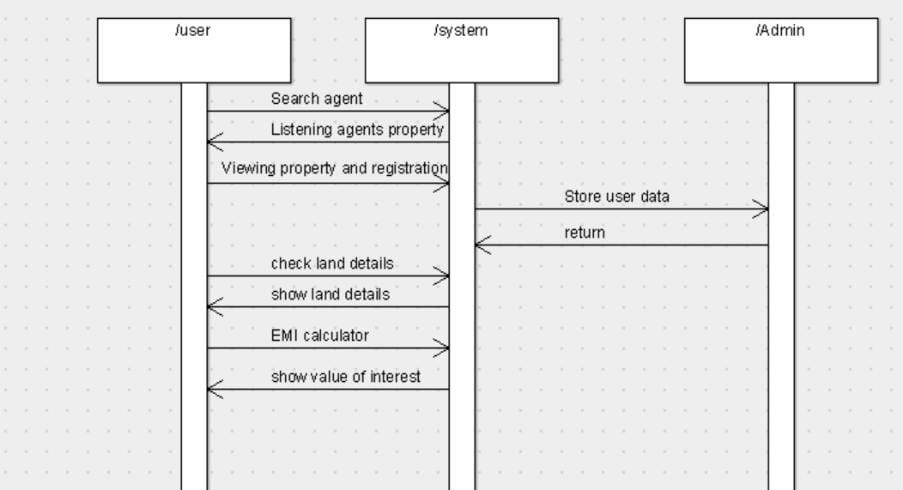 /user
/system
/Admin
Search agent
Listening agents property
Viewing property and registration
Store user data
return
check land details
show land details
EMI calculator
show value of interest